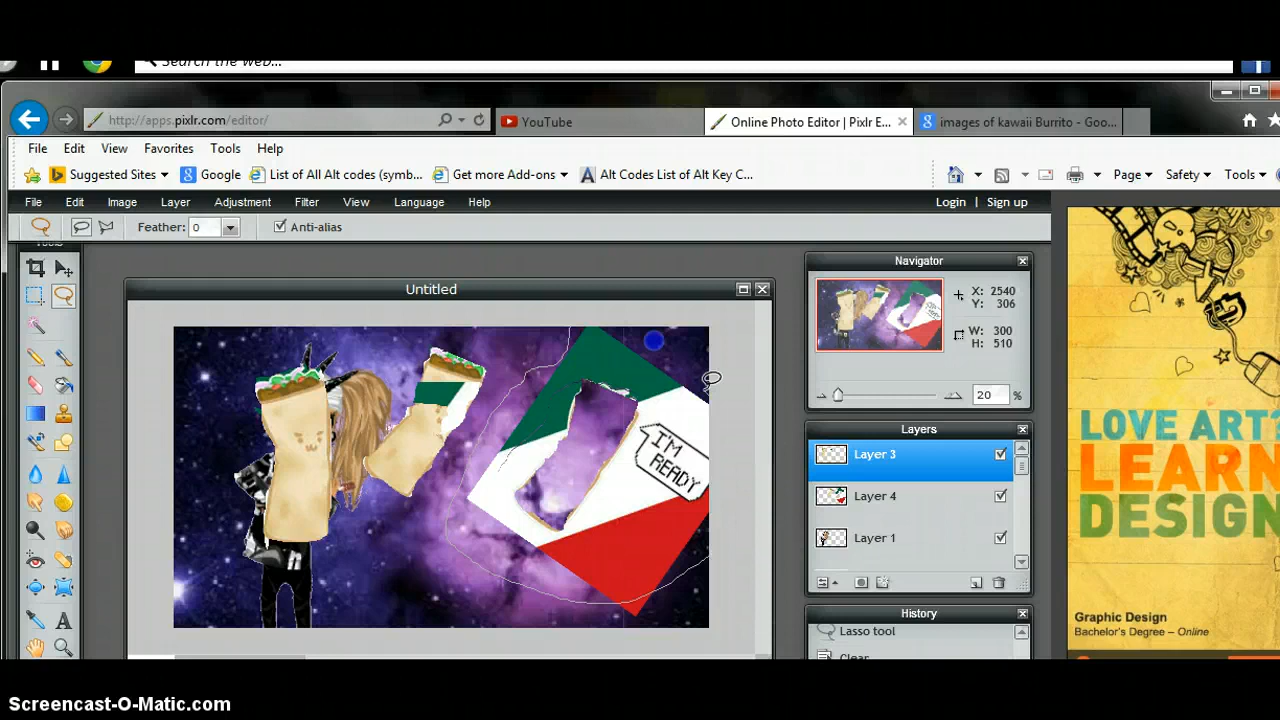 Search the web...
http://apps.pixlr.com/editor/
YouTube
Online Photo Editor | Pixlr E...
images of kawaii Burrito - Goo...
File Edit View Favorites Tools Help
Suggested Sites
Google
List of All Alt codes (symb...
Get more Add-ons
Alt Codes List of Alt Key C...
Page
Safety
Tools
File Edit Image Layer Adjustment Filter View Language Help
Login | Sign up
Feather: 0
Anti-alias
Untitled
I'M
READY
Navigator
X: 2540
Y: 306
W: 300
H: 510
20 %
Layers
Layer 3
Layer 4
Layer 1
History
Lasso tool
Clear
LOVE ART?
LEARN
DESIGN
Graphic Design
Bachelor's Degree – Online
Screencast-O-Matic.com